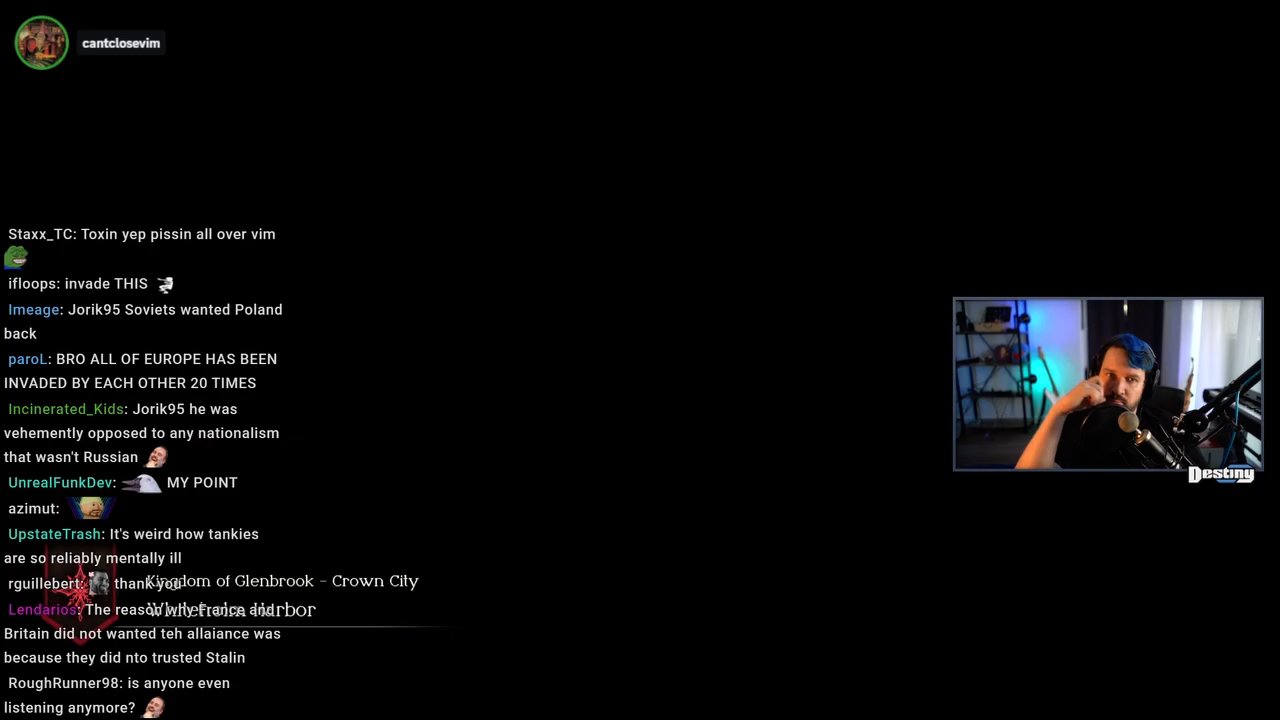 cantclosevim
Staxx_TC: Toxin yep pissin all over vim
ifloops: invade THIS
Imeage: Jorik95 Soviets wanted Poland
back
paroL: BRO ALL OF EUROPE HAS BEEN
INVADED BY EACH OTHER 20 TIMES
Incinerated_Kids: Jorik95 he was
vehemently opposed to any nationalism
that wasn't Russian
UnrealFunkDev: MY POINT
azimut:
UpstateTrash: It's weird how tankies
are so reliably mentally ill
rguillebert: thank you
Kingdom of Glenbrook - Crown City
Lendarios: The reason why France and
Harbor
Britain did not wanted teh allaiance was
because they did nto trusted Stalin
RoughRunner98: is anyone even
listening anymore?
Destiny